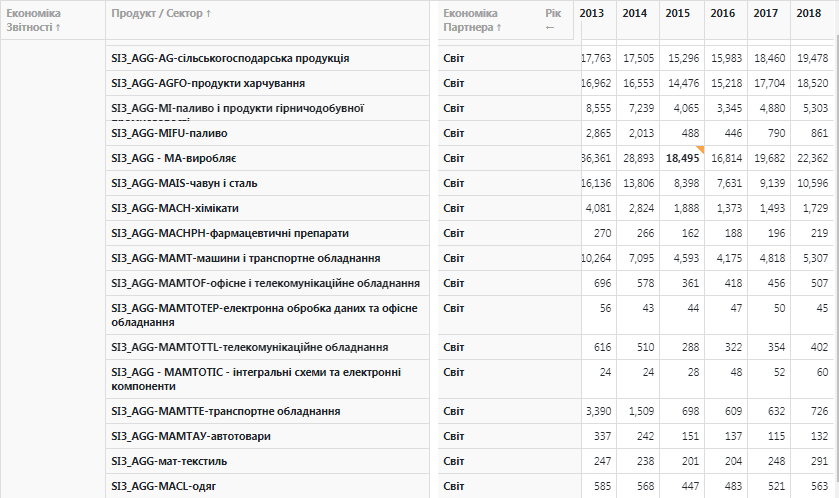 Економіка Звітності ↑ Продукт / Сектор ↑ Економіка Партнера ↑ Рік ← 2013 2014 2015 2016 2017 2018
SI3_AGG-AG-сільськогосподарська продукція Світ 17,763 17,505 15,296 15,983 18,460 19,478
SI3_AGG-AGFO-продукти харчування Світ 16,962 16,553 14,476 15,218 17,704 18,520
SI3_AGG-MI-паливо і продукти гірничодобувної Світ 8,555 7,239 4,065 3,345 4,880 5,303
SI3_AGG-MIFU-паливо Світ 2,865 2,013 488 446 790 861
SI3_AGG - MA-виробляє Світ 36,361 28,893 18,495 16,814 19,682 22,362
SI3_AGG-MAIS-чавун і сталь Світ 16,136 13,806 8,398 7,631 9,139 10,596
SI3_AGG-MACH-хімікати Світ 4,081 2,824 1,888 1,373 1,493 1,729
SI3_AGG-MACHPH-фармацевтичні препарати Світ 270 266 162 188 196 219
SI3_AGG-MAMT-машини і транспортне обладнання Світ 10,264 7,095 4,593 4,175 4,818 5,307
SI3_AGG-MAMTOF-офісне і телекомунікаційне обладнання Світ 696 578 361 418 456 507
SI3_AGG-MAMTOTEP-електронна обробка даних та офісне Світ 56 43 44 47 50 45
обладнання
SI3_AGG-MAMTOTTL-телекомунікаційне обладнання Світ 616 510 288 322 354 402
SI3_AGG - MAMTOTIC - інтегральні схеми та електронні Світ 24 24 28 48 52 60
компоненти
SI3_AGG-MAMTTE-транспортне обладнання Світ 3,390 1,509 698 609 632 726
SI3_AGG-МАМТАУ-автотовари Світ 337 242 151 137 115 132
SI3_AGG-мат-текстиль Світ 247 238 201 204 248 291
SI3_AGG-MACL-одяг Світ 585 568 447 483 521 563